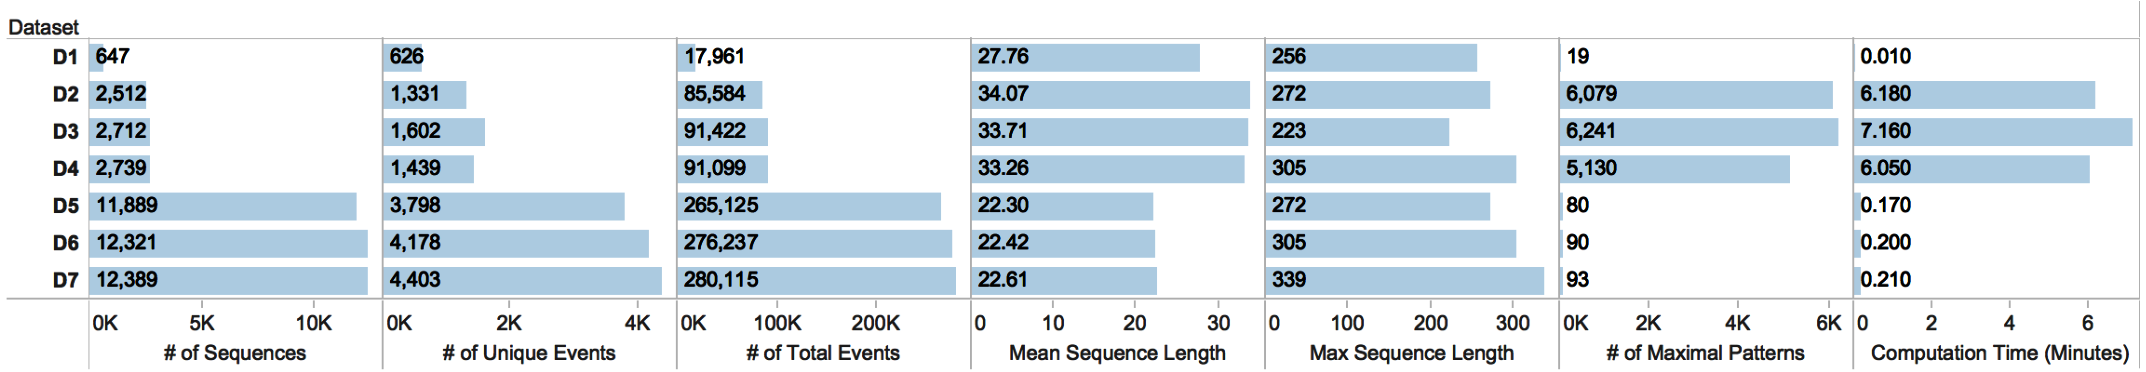 Dataset
D1 647 626 17,961 27.76 256 19 0.010
D2 2,512 1,331 85,584 34.07 272 6,079 6.180
D3 2,712 1,602 91,422 33.71 223 6,241 7.160
D4 2,739 1,439 91,099 33.26 305 5,130 6.050
D5 11,889 3,798 265,125 22.30 272 80 0.170
D6 12,321 4,178 276,237 22.42 305 90 0.200
D7 12,389 4,403 280,115 22.61 339 93 0.210
0K 5K 10K 0K 2K 4K 0K 100K 200K 0 10 20 30 0 100 200 300 0K 2K 4K 6K 0 2 4 6
# of Sequences # of Unique Events # of Total Events Mean Sequence Length Max Sequence Length # of Maximal Patterns Computation Time (Minutes)